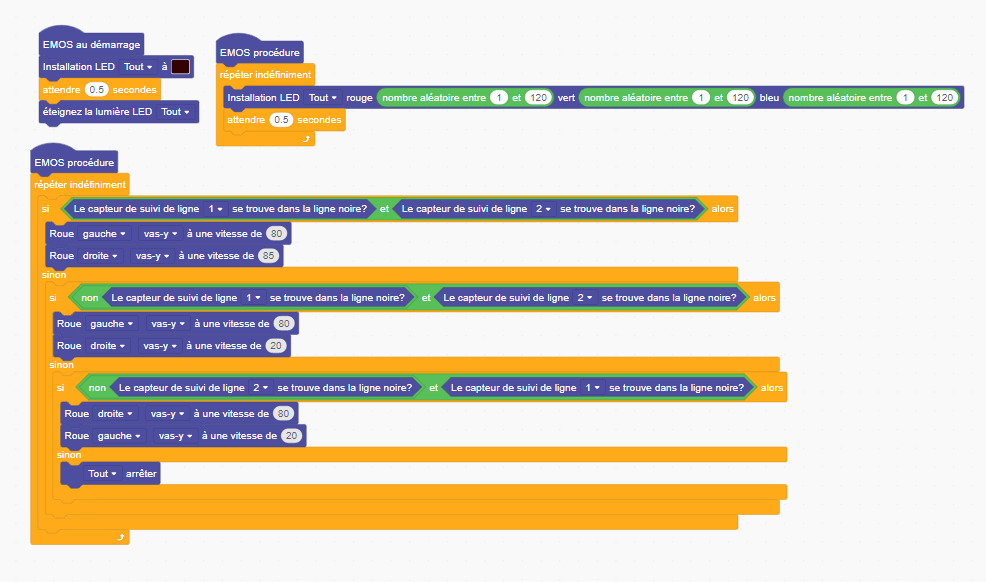 EMOS au démarrage
Installation LED Tout à
attendre 0.5 secondes
éteignez la lumière LED Tout
EMOS procédure
répéter indéfiniment
Installation LED Tout rouge nombre aléatoire entre 1 et 120 vert nombre aléatoire entre 1 et 120 bleu nombre aléatoire entre 1 et 120
attendre 0.5 secondes
EMOS procédure
répéter indéfiniment
si Le capteur de suivi de ligne 1 se trouve dans la ligne noire? et Le capteur de suivi de ligne 2 se trouve dans la ligne noire? alors
Roue gauche vas-y à une vitesse de 80
Roue droite vas-y à une vitesse de 85
sinon
si non Le capteur de suivi de ligne 1 se trouve dans la ligne noire? et Le capteur de suivi de ligne 2 se trouve dans la ligne noire? alors
Roue gauche vas-y à une vitesse de 80
Roue droite vas-y à une vitesse de 20
sinon
si non Le capteur de suivi de ligne 2 se trouve dans la ligne noire? et Le capteur de suivi de ligne 1 se trouve dans la ligne noire? alors
Roue droite vas-y à une vitesse de 80
Roue gauche vas-y à une vitesse de 20
sinon
Tout arrêter